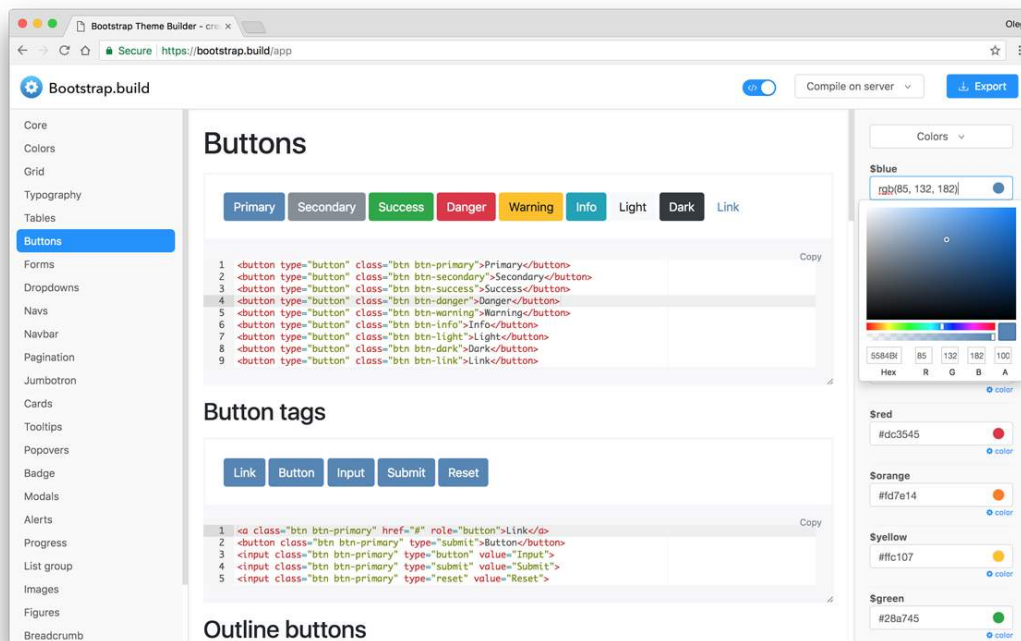 Bootstrap Theme Builder - cre
Secure https://bootstrap.build/app
Bootstrap.build
Compile on server
Export
Core
Colors
Grid
Typography
Tables
Buttons
Forms
Dropdowns
Navs
Navbar
Pagination
Jumbotron
Cards
Tooltips
Popovers
Badge
Modals
Alerts
Progress
List group
Images
Figures
Breadcrumb
Buttons
Primary Secondary Success Danger Warning Info Light Dark Link
Copy
1 <button type="button" class="btn btn-primary">Primary</button>
2 <button type="button" class="btn btn-secondary">Secondary</button>
3 <button type="button" class="btn btn-success">Success</button>
4 <button type="button" class="btn btn-danger">Danger</button>
5 <button type="button" class="btn btn-warning">Warning</button>
6 <button type="button" class="btn btn-info">Info</button>
7 <button type="button" class="btn btn-light">Light</button>
8 <button type="button" class="btn btn-dark">Dark</button>
9 <button type="button" class="btn btn-link">Link</button>
Button tags
Link Button Input Submit Reset
Copy
1 <a class="btn btn-primary" href="#" role="button">Link</a>
2 <button class="btn btn-primary" type="submit">Button</button>
3 <input class="btn btn-primary" type="button" value="Input">
4 <input class="btn btn-primary" type="submit" value="Submit">
5 <input class="btn btn-primary" type="reset" value="Reset">
Outline buttons
Colors
$blue
rgb(85, 132, 182)
85 132 182 100
Hex R G B A
color
$red
#dc3545
color
$orange
#fd7e14
color
$yellow
#ffc107
color
$green
#28a745
color